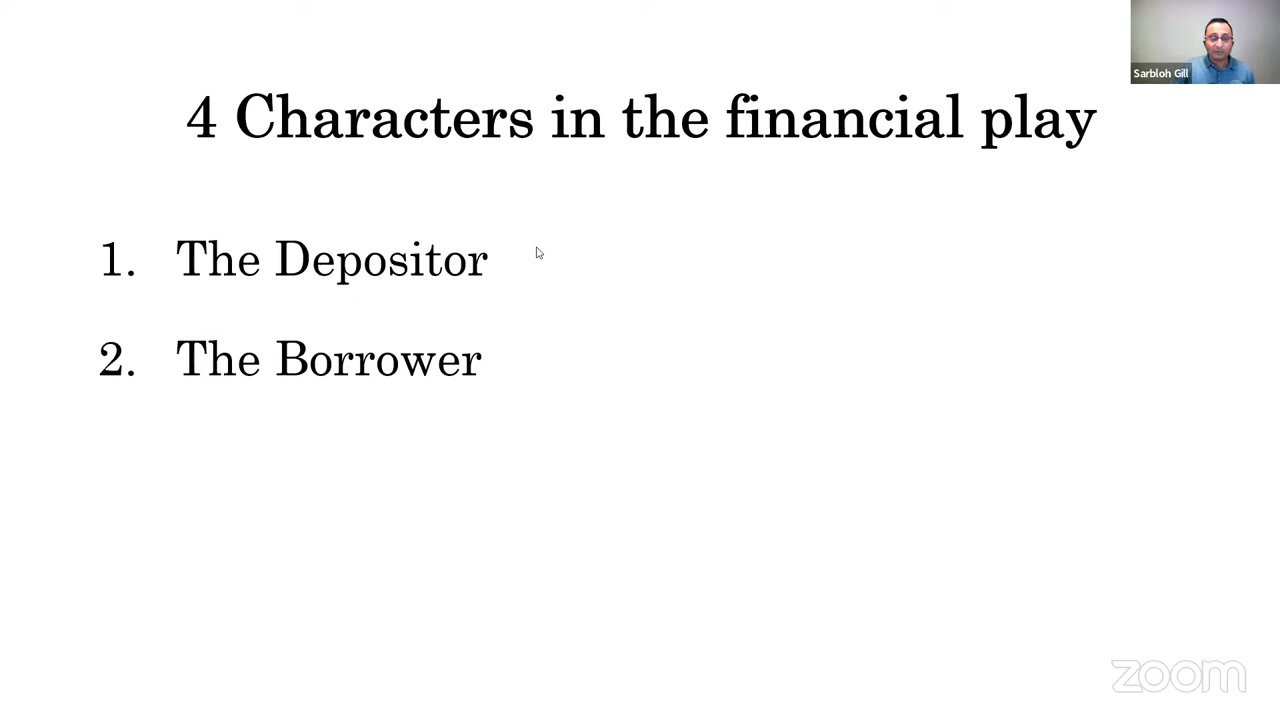 Sarbloh Gill
4 Characters in the financial play
1. The Depositor
2. The Borrower
zoom